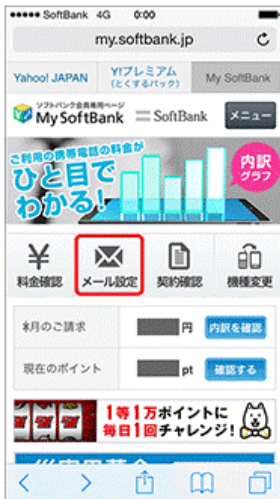 SoftBank 4G 0:00
my.softbank.jp
Yahoo! JAPAN Y!プレミアム (とくするパック) My SoftBank
ソフトバンク会員専用ページ
My SoftBank SoftBank メニュー
ご利用の携帯電話の料金が
ひと目で
わかる!
内訳
グラフ
料金確認 メール設定 契約確認 機種変更
月のご請求 円 内訳を確認
現在のポイント pt 確認する
1等1万ポイントに
毎日1回チャレンジ!